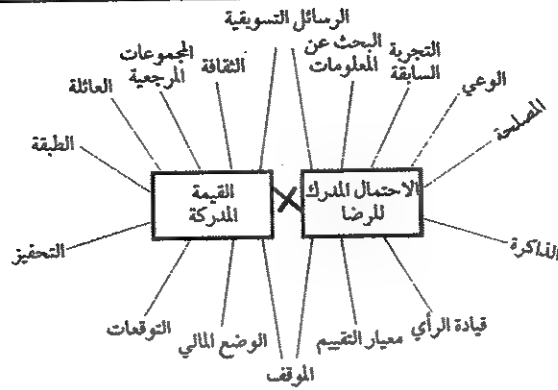 الرسائل التسويقية
التجربة
السابقة
البحث عن
المعلومات
الثقافة
المجموعات
المرجعية
الوعي
العائلة
المصلحة
الطبقة
الاحتمال المدرك
للرضا
القيمة
المدركة
الذاكرة
التحفيز
قيادة الرأي
معيار التقييم
الوضع المالي
التوقعات
الموقف